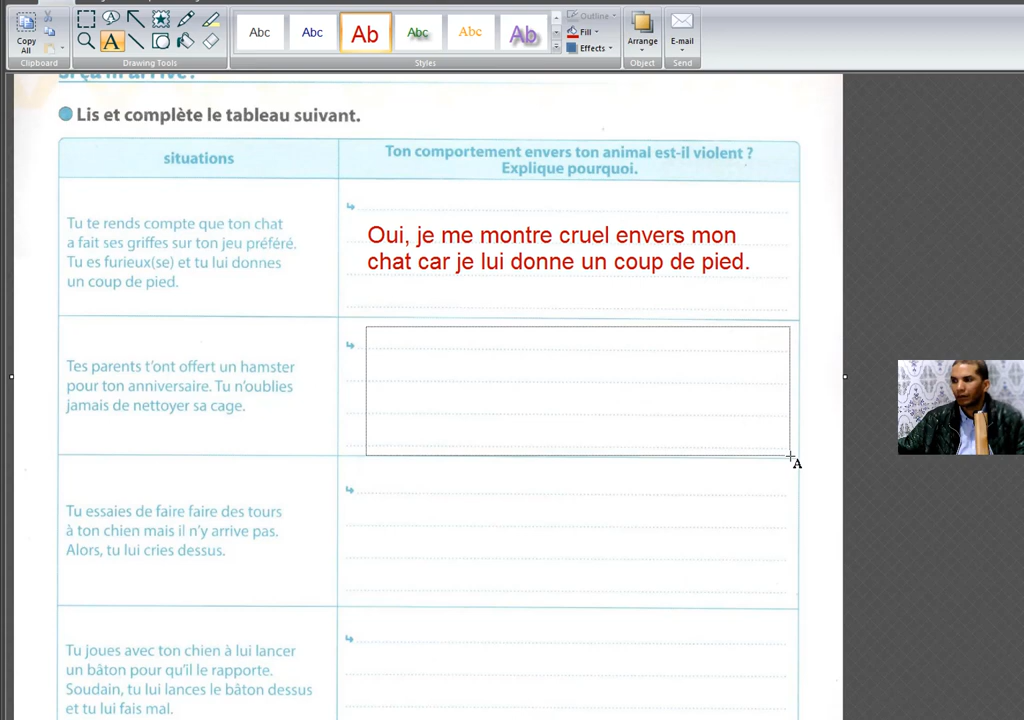 Copy
All
Clipboard
A
Drawing Tools
Abc
Abc
Ab
Abc
Abc
Ab
Styles
Outline
Fill
Effects
Arrange
Object
E-mail
Send
Si ça m'arrive?
Lis et complète le tableau suivant.
situations
Ton comportement envers ton animal est-il violent ?
Explique pourquoi.
Tu te rends compte que ton chat
a fait ses griffes sur ton jeu préféré.
Tu es furieux(se) et tu lui donnes
un coup de pied.
Oui, je me montre cruel envers mon
chat car je lui donne un coup de pied.
Tes parents t'ont offert un hamster
pour ton anniversaire. Tu n'oublies
jamais de nettoyer sa cage.
A
Tu essaies de faire faire des tours
à ton chien mais il n'y arrive pas.
Alors, tu lui cries dessus.
Tu joues avec ton chien à lui lancer
un bâton pour qu'il le rapporte.
Soudain, tu lui lances le bâton dessus
et tu lui fais mal.